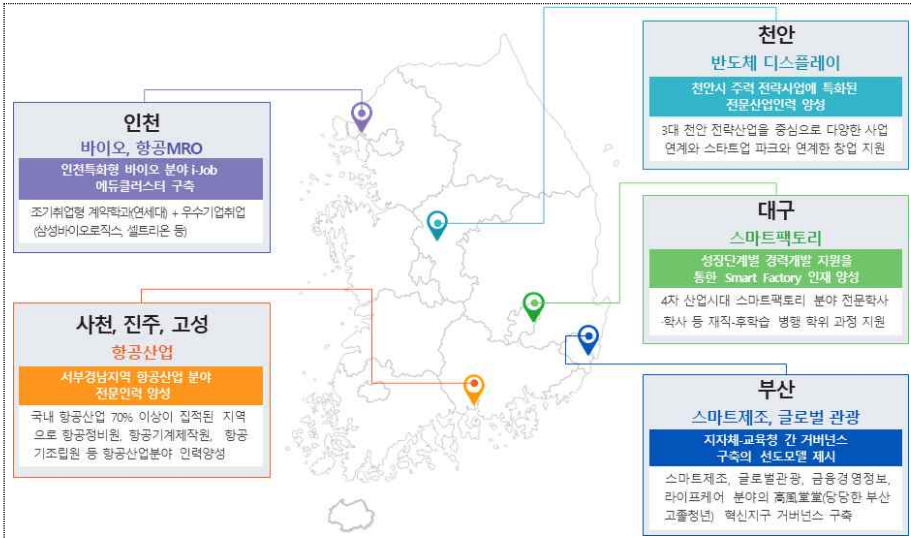 천안
반도체 디스플레이
천안시 주력 전략사업에 특화된
전문산업인력 양성
3대 천안 전략산업을 중심으로 다양한 사업
연계와 스타트업 파크와 연계한 창업 지원
인천
바이오, 항공MRO
인천특화형 바이오 분야 i-Job
에듀클러스터 구축
조기취업형 계약학과(연세대) + 우수기업취업
(삼성바이오로직스, 셀트리온 등)
대구
스마트팩토리
성장단계별 경력개발 지원을
통한 Smart Factory 인재 양성
4차 산업시대 스마트팩토리 분야 전문학사
·학사 등 재직-후학습 병행 학위 과정 지원
사천, 진주, 고성
항공산업
서부경남지역 항공산업 분야
전문인력 양성
국내 항공산업 70% 이상이 집적된 지역
으로 항공정비원, 항공기계제작원, 항공
기조립원 등 항공산업분야 인력양성
부산
스마트제조, 글로벌 관광
지자체-교육청 간 거버넌스
구축의 선도모델 제시
스마트제조, 글로벌관광, 금융경영정보,
라이프케어 분야의 高風堂堂(당당한 부산
고졸청년) 혁신지구 거버넌스 구축